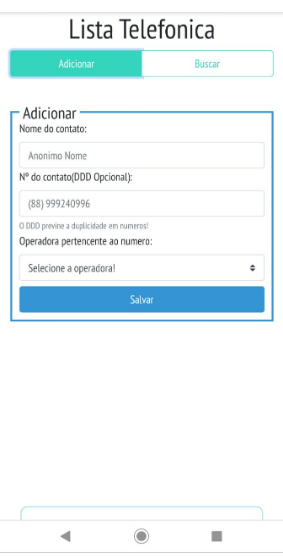 Lista Telefonica
Adicionar
Buscar
Adicionar
Nome do contato:
Anonimo Nome
Nº do contato(DDD Opcional):
(88) 999240996
O DDD previne a duplicidade em numeros!
Operadora pertencente ao numero:
Selecione a operadora!
Salvar